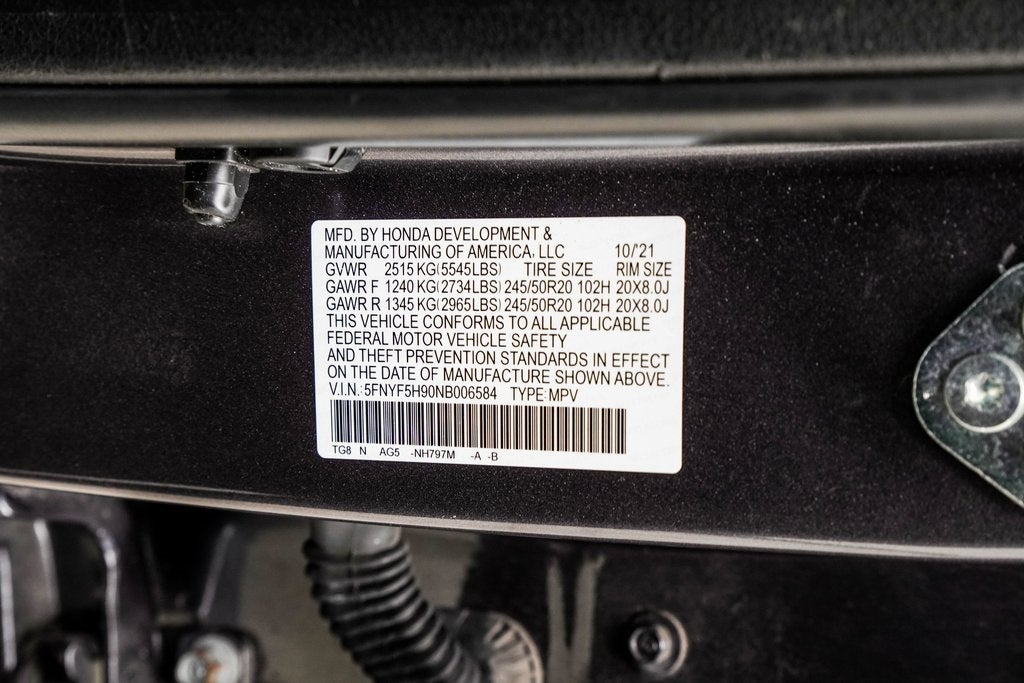 MFD. BY HONDA DEVELOPMENT &
MANUFACTURING OF AMERICA, LLC 10/'21
GVWR 2515 KG(5545LBS) TIRE SIZE RIM SIZE
GAWR F 1240 KG(2734LBS) 245/50R20 102H 20X8.0J
GAWR R 1345 KG(2965LBS) 245/50R20 102H 20X8.0J
THIS VEHICLE CONFORMS TO ALL APPLICABLE
FEDERAL MOTOR VEHICLE SAFETY
AND THEFT PREVENTION STANDARDS IN EFFECT
ON THE DATE OF MANUFACTURE SHOWN ABOVE.
V.I.N.: 5FNYF5H90NB006584 TYPE: MPV
TG8 N AG5 -NH797M -A -B